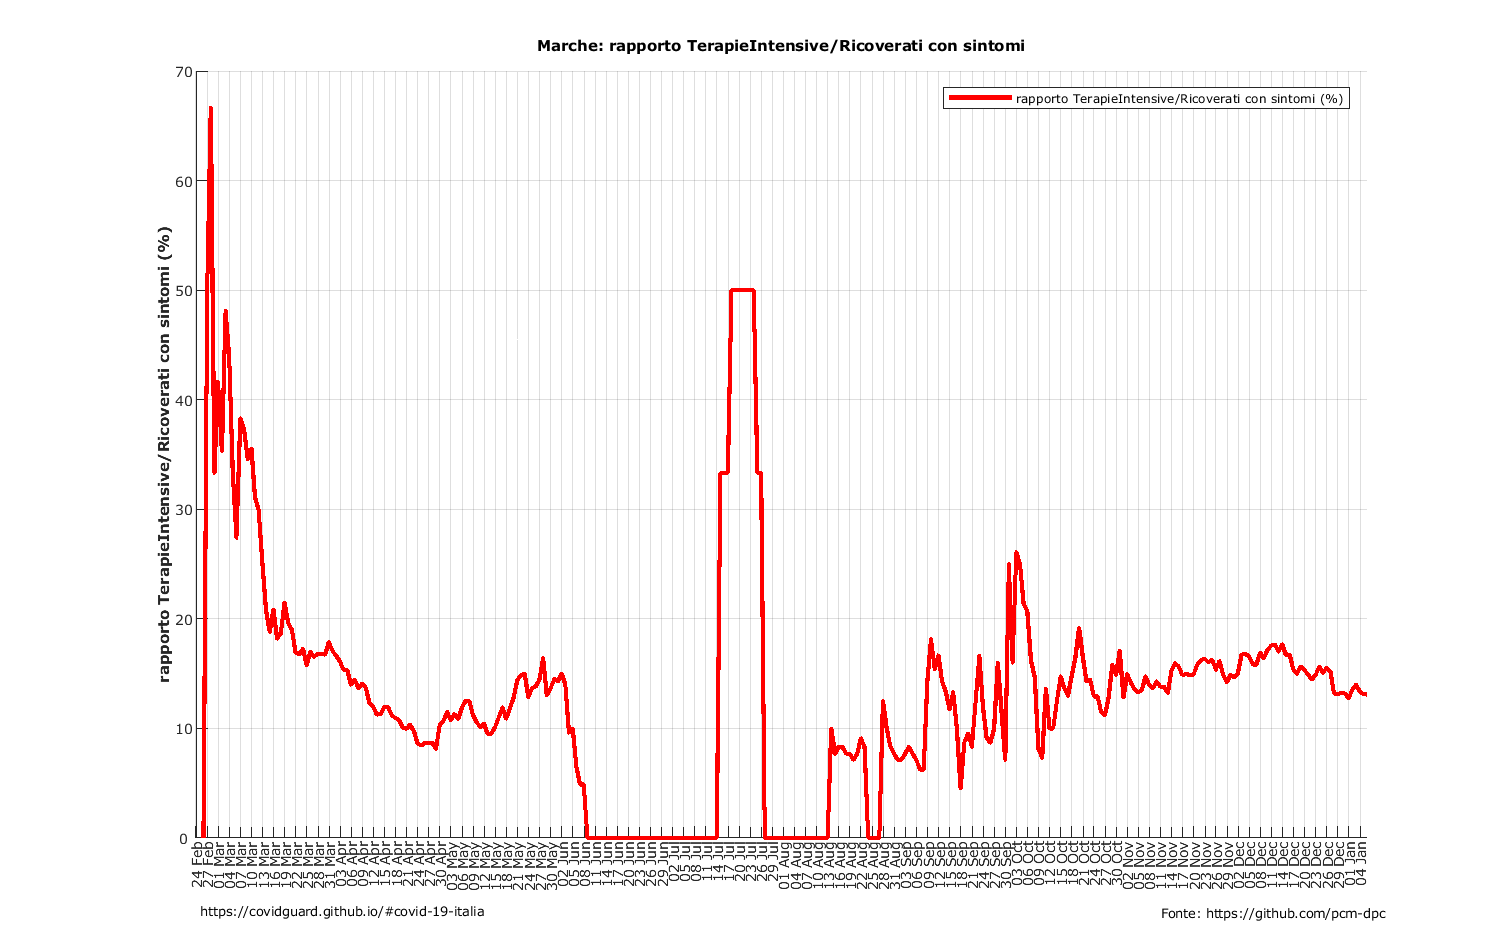 Marche: rapporto TerapieIntensive/Ricoverati con sintomi
rapporto TerapieIntensive/Ricoverati con sintomi (%)
rapporto TerapieIntensive/Ricoverati con sintomi (%)
70
60
50
40
30
20
10
0
24 Feb
27 Feb
01 Mar
04 Mar
07 Mar
10 Mar
13 Mar
16 Mar
19 Mar
22 Mar
25 Mar
28 Mar
31 Mar
03 Apr
06 Apr
09 Apr
12 Apr
15 Apr
18 Apr
21 Apr
24 Apr
27 Apr
30 Apr
03 May
06 May
09 May
12 May
15 May
18 May
21 May
24 May
27 May
30 May
02 Jun
05 Jun
08 Jun
11 Jun
14 Jun
17 Jun
20 Jun
23 Jun
26 Jun
29 Jun
02 Jul
05 Jul
08 Jul
11 Jul
14 Jul
17 Jul
20 Jul
23 Jul
26 Jul
29 Jul
01 Aug
04 Aug
07 Aug
10 Aug
13 Aug
16 Aug
19 Aug
22 Aug
25 Aug
28 Aug
31 Aug
03 Sep
06 Sep
09 Sep
12 Sep
15 Sep
18 Sep
21 Sep
24 Sep
27 Sep
30 Sep
03 Oct
06 Oct
09 Oct
12 Oct
15 Oct
18 Oct
21 Oct
24 Oct
27 Oct
30 Oct
02 Nov
05 Nov
08 Nov
11 Nov
14 Nov
17 Nov
20 Nov
23 Nov
26 Nov
29 Nov
02 Dec
05 Dec
08 Dec
11 Dec
14 Dec
17 Dec
20 Dec
23 Dec
26 Dec
29 Dec
01 Jan
04 Jan
https://covidguard.github.io/#covid-19-italia
Fonte: https://github.com/pcm-dpc